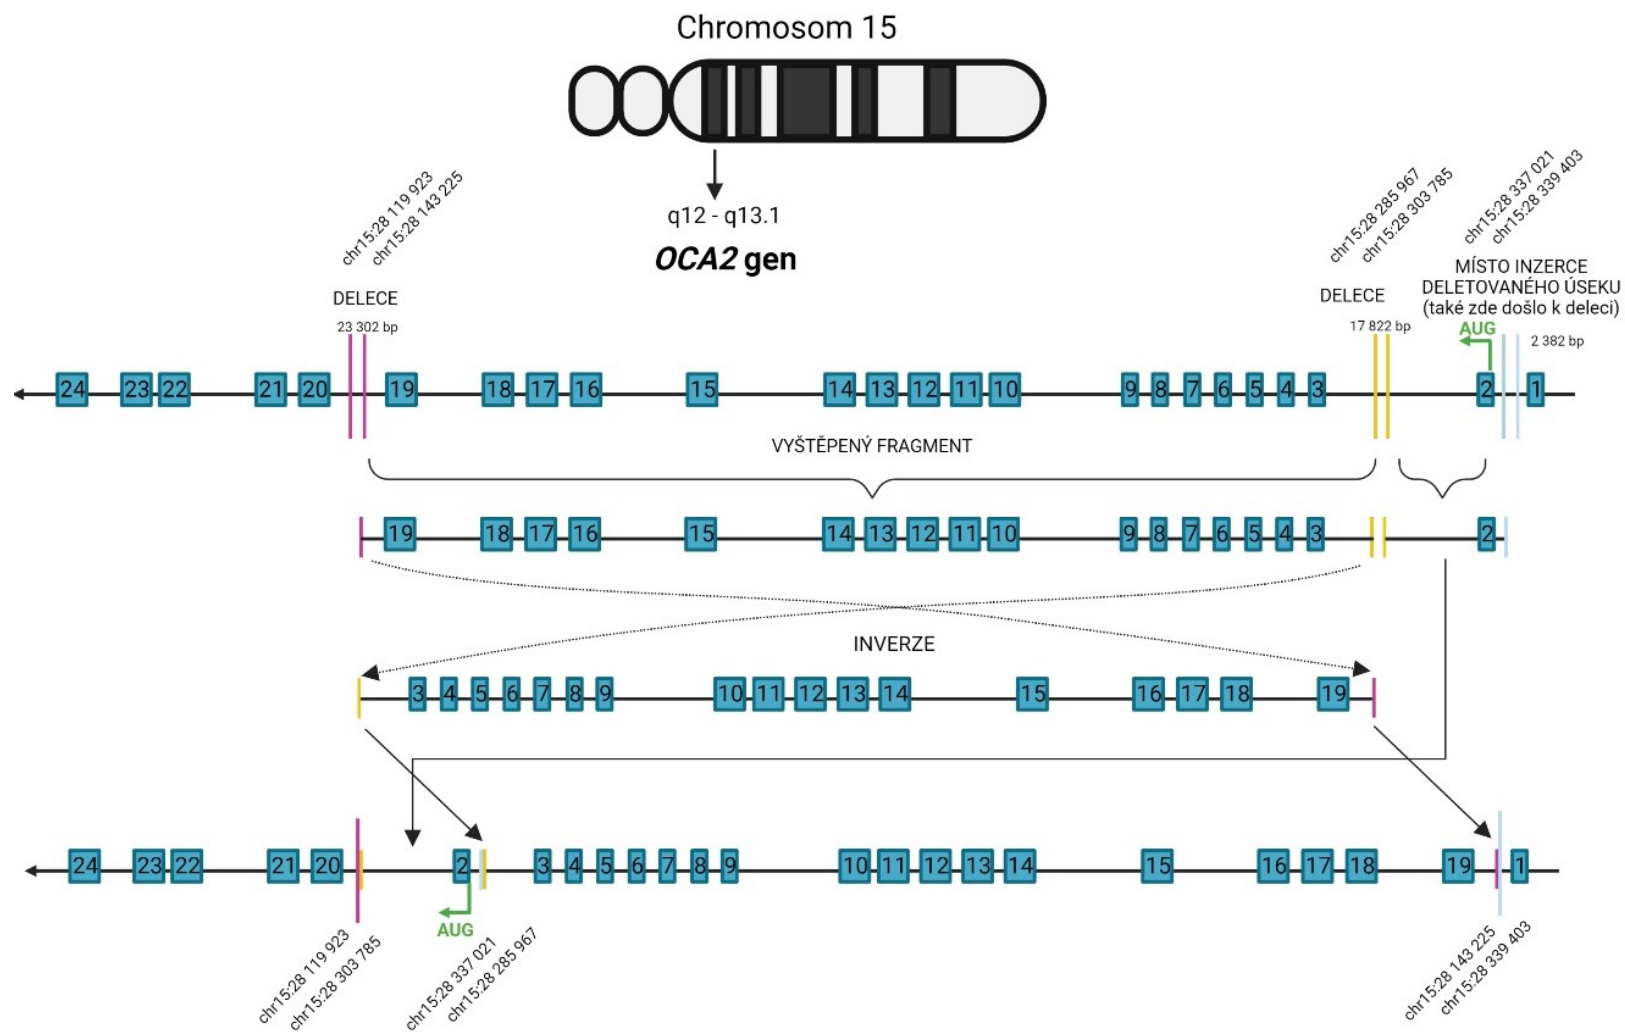 Chromosom 15
q12 - q13.1
OCA2 gen
chr15:28 119 923
chr15:28 143 225
chr15:28 285 967
chr15:28 303 785
chr15:28 337 021
chr15:28 339 403
DELECE
23 302 bp
DELECE
17 822 bp
MÍSTO INZERCE
DELETOVANÉHO ÚSEKU
(také zde došlo k deleci)
AUG
2 382 bp
24 23 22 21 20 19 18 17 16 15 14 13 12 11 10 9 8 7 6 5 4 3 2 1
VYŠTĚPENÝ FRAGMENT
19 18 17 16 15 14 13 12 11 10 9 8 7 6 5 4 3 2
INVERZE
3 4 5 6 7 8 9 10 11 12 13 14 15 16 17 18 19
24 23 22 21 20 2 3 4 5 6 7 8 9 10 11 12 13 14 15 16 17 18 19 1
AUG
chr15:28 119 923
chr15:28 303 785
chr15:28 337 021
chr15:28 285 967
chr15:28 143 225
chr15:28 339 403